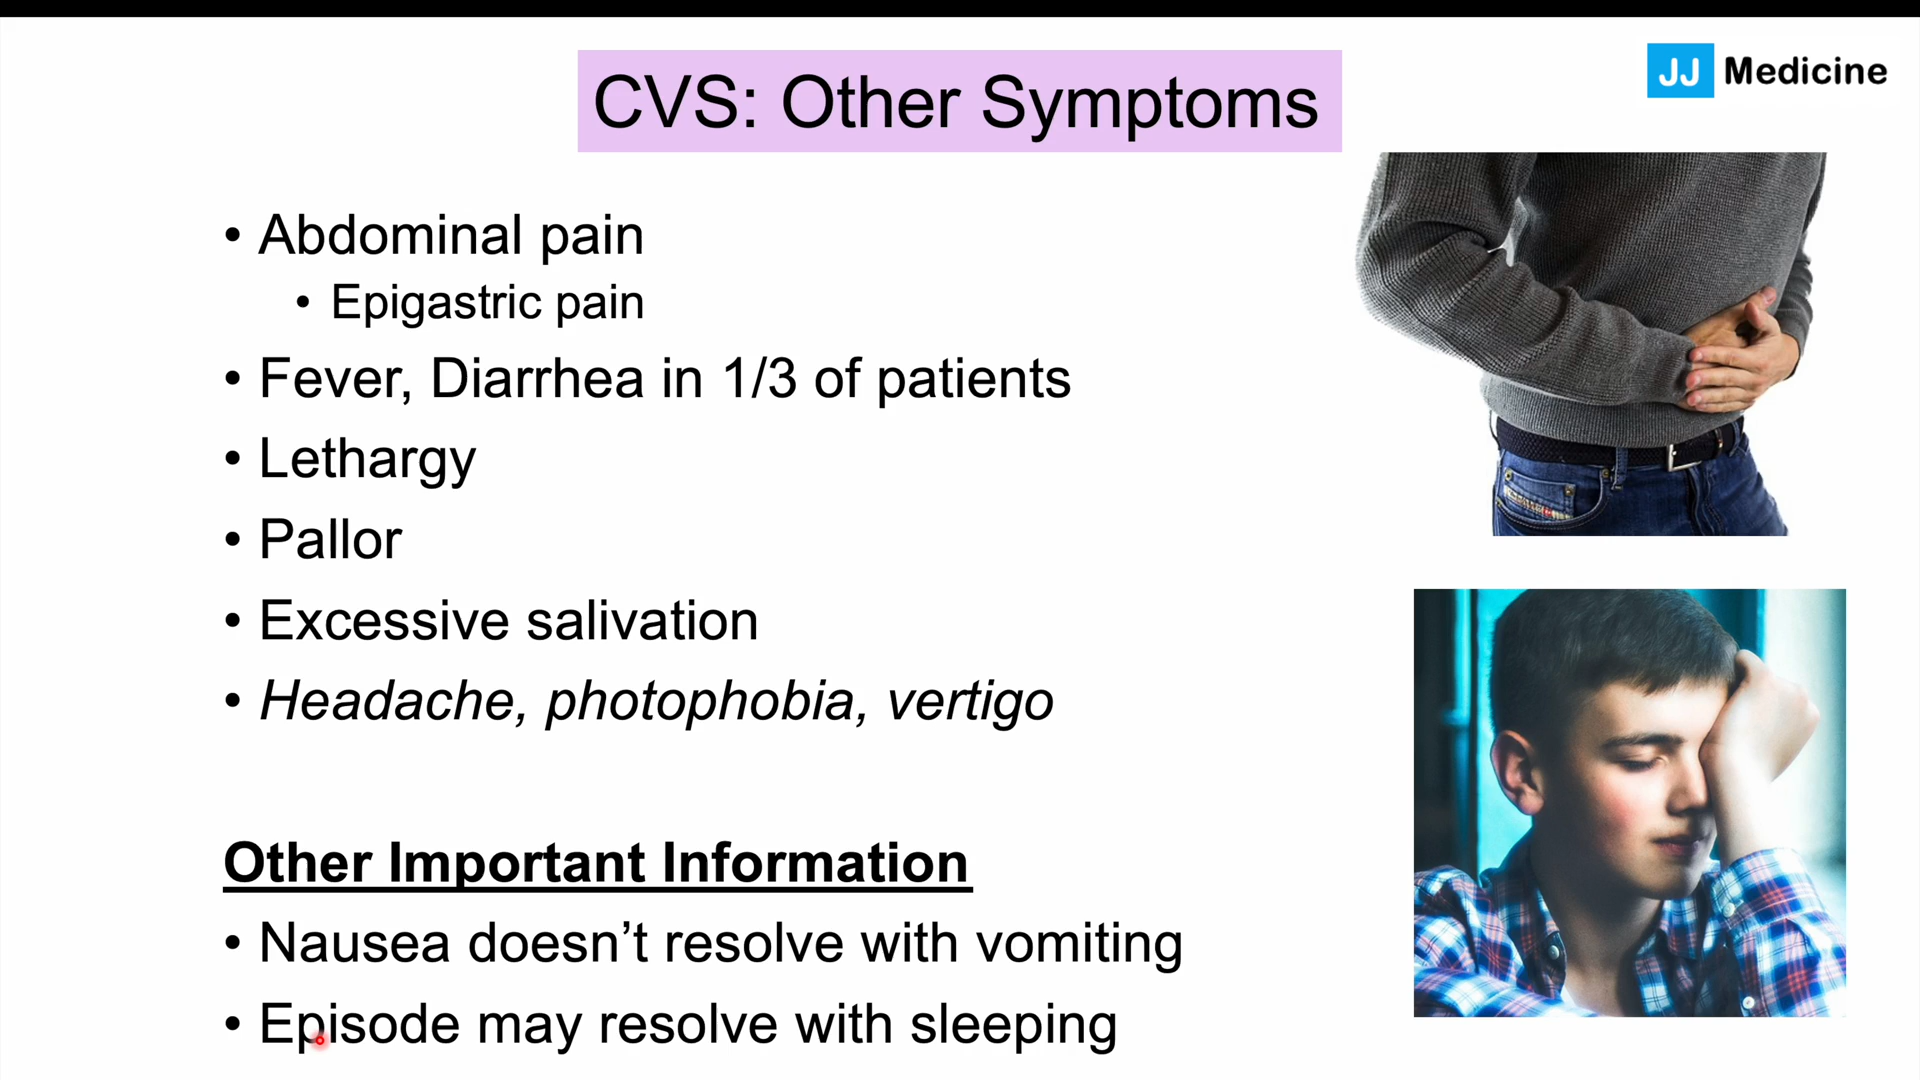 CVS: Other Symptoms
JJ Medicine
• Abdominal pain
• Epigastric pain
• Fever, Diarrhea in 1/3 of patients
• Lethargy
• Pallor
• Excessive salivation
• Headache, photophobia, vertigo
Other Important Information
• Nausea doesn’t resolve with vomiting
• Episode may resolve with sleeping